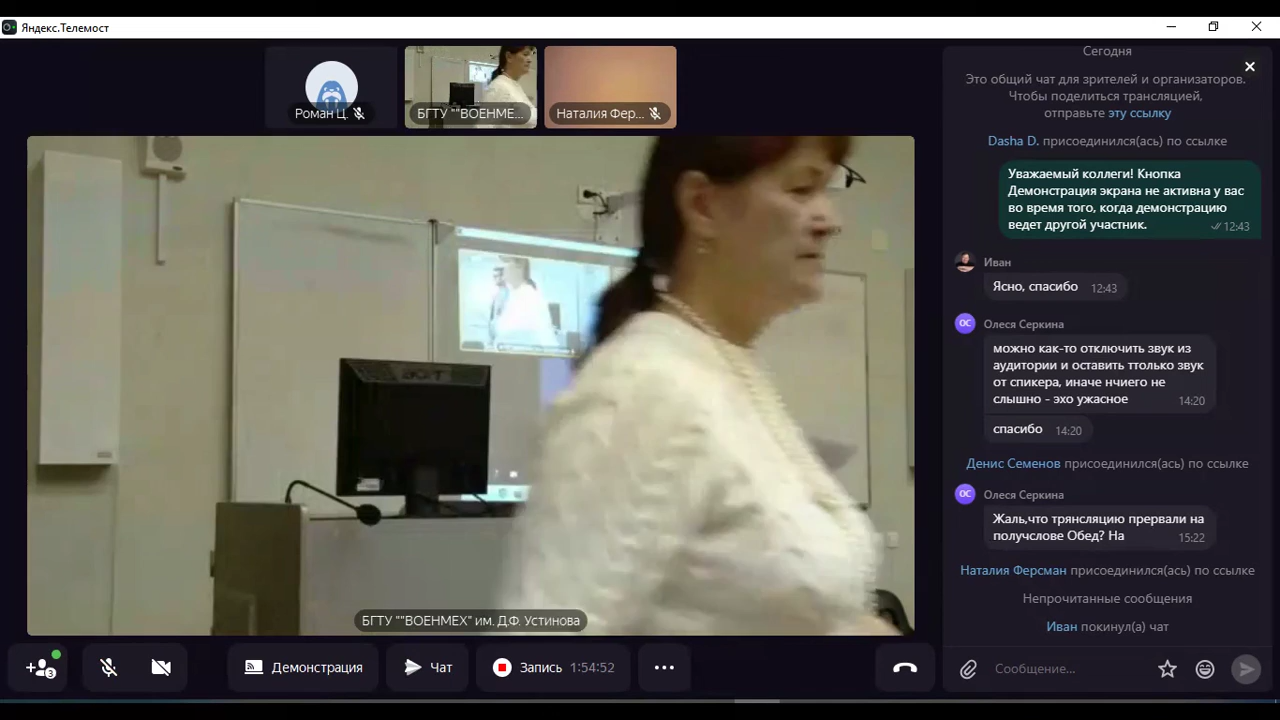 Яндекс.Телемост
Роман Ц.
БГТУ ""ВОЕНМЕ...
Наталия Фер...
Сегодня
Это общий чат для зрителей и организаторов.
Чтобы поделиться трансляцией,
отправьте эту ссылку
Dasha D. присоединился(ась) по ссылке
Уважаемый коллеги! Кнопка
Демонстрация экрана не активна у вас
во время того, когда демонстрацию
ведет другой участник.
12:43
Иван
Ясно, спасибо 12:43
ОС Олеся Серкина
можно как-то отключить звук из
аудитории и оставить ттолько звук
от спикера, иначе нчиего не
слышно - эхо ужасное 14:20
спасибо 14:20
Денис Семенов присоединился(ась) по ссылке
ОС Олеся Серкина
Жаль,что трянсляцию прервали на
получслове Обед? На 15:22
Наталия Ферсман присоединился(ась) по ссылке
Непрочитанные сообщения
Иван покинул(а) чат
Сообщение...
acer
БГТУ ""ВОЕНМЕХ" им. Д.Ф. Устинова
3
Демонстрация
Чат
Запись 1:54:52